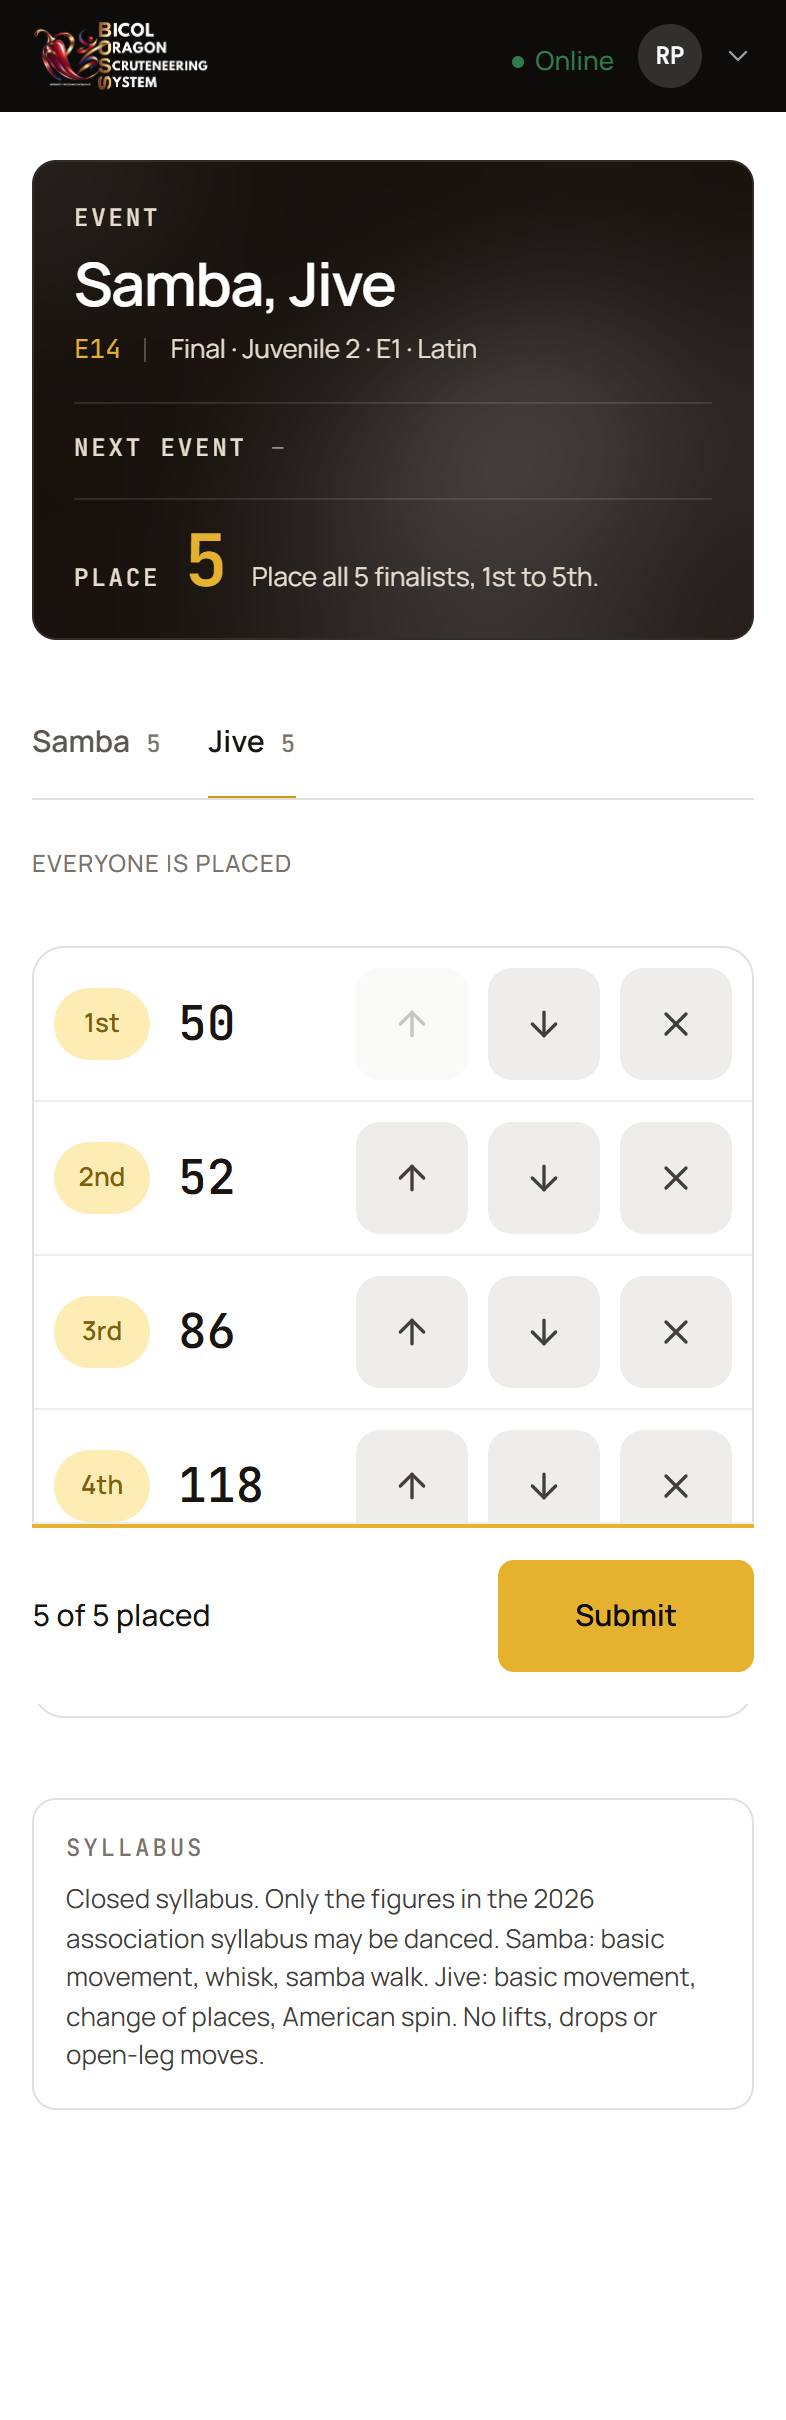 BICOL
DRAGON
SCRUTENEERING
SYSTEM
Online
RP
EVENT
Samba, Jive
E14 | Final · Juvenile 2 · E1 · Latin
NEXT EVENT –
PLACE 5 Place all 5 finalists, 1st to 5th.
Samba 5 Jive 5
EVERYONE IS PLACED
1st 50
2nd 52
3rd 86
4th 118
5 of 5 placed
Submit
SYLLABUS
Closed syllabus. Only the figures in the 2026
association syllabus may be danced. Samba: basic
movement, whisk, samba walk. Jive: basic movement,
change of places, American spin. No lifts, drops or
open-leg moves.